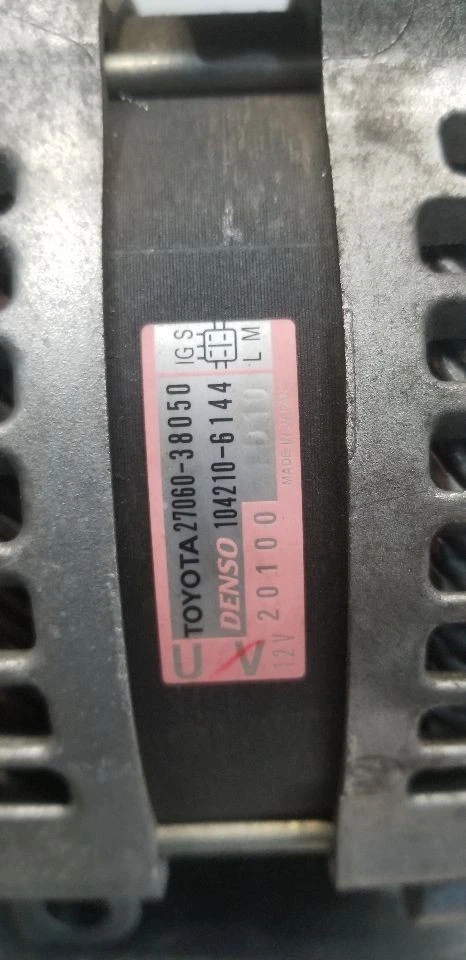 U TOYOTA 27060-38050 IG S
V DENSO 104210-6144 L M
12V 20100
MADE IN JAPAN